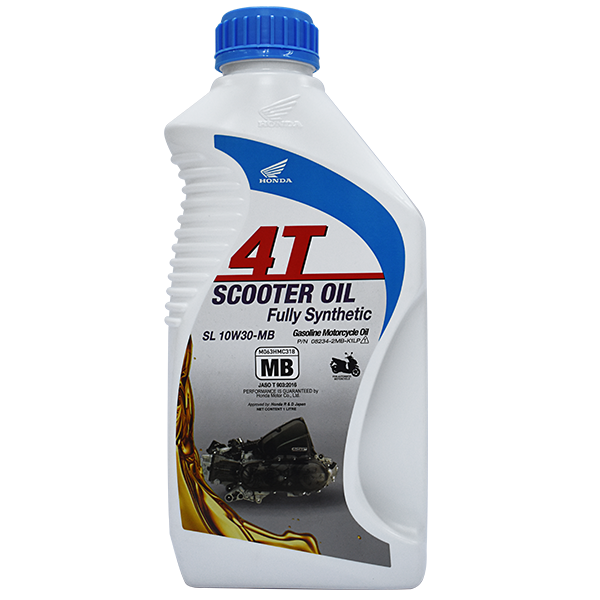 HONDA
HONDA
4T
SCOOTER OIL
Fully Synthetic
SL 10W30-MB
Gasoline Motorcycle Oil
P/N 08234-2MB-K1LP
M063HMC318
MB
JASO T 903:2016
PERFORMANCE IS GUARANTEED by
Honda Motor Co., Ltd.
Approved by: Honda R & D Japan
NET CONTENT 1 LITRE